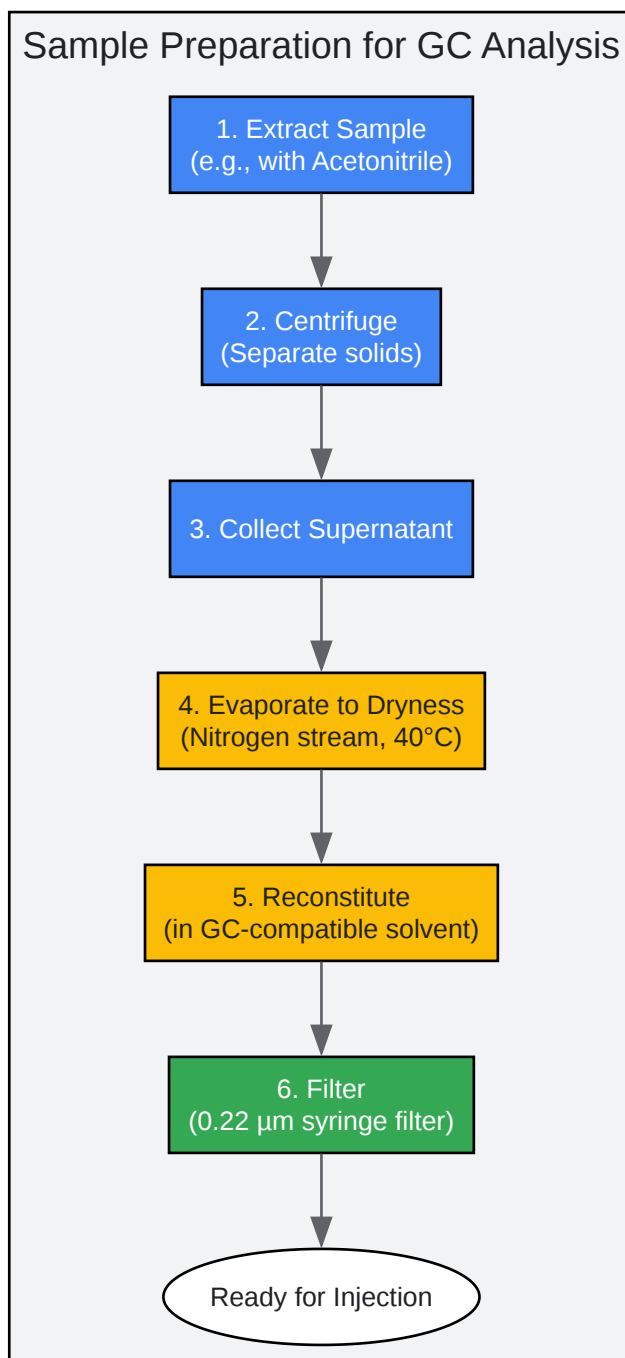 Sample Preparation for GC Analysis
1. Extract Sample
(e.g., with Acetonitrile)
2. Centrifuge
(Separate solids)
3. Collect Supernatant
4. Evaporate to Dryness
(Nitrogen stream, 40°C)
5. Reconstitute
(in GC-compatible solvent)
6. Filter
(0.22 µm syringe filter)
Ready for Injection